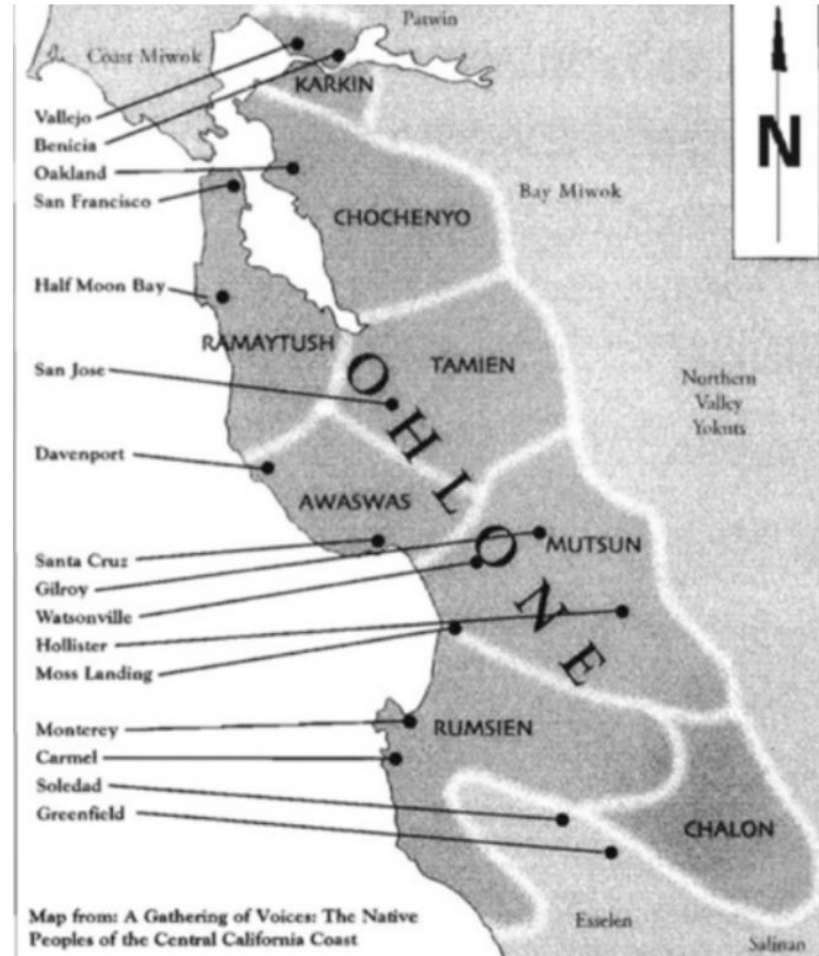 Patwin
Coast Miwok
KARKIN
Vallejo
Benicia
Oakland
San Francisco
N
Bay Miwok
CHOCHENYO
Half Moon Bay
RAMAYTUSH
TAMIEN
San Jose
Northern
Valley
Yokuts
OHLONE
Davenport
AWASWAS
MUTSUN
Santa Cruz
Gilroy
Watsonville
Hollister
Moss Landing
Monterey
RUMSIEN
Carmel
Soledad
Greenfield
CHALON
Esselen
Salinan
Map from: A Gathering of Voices: The Native
Peoples of the Central California Coast